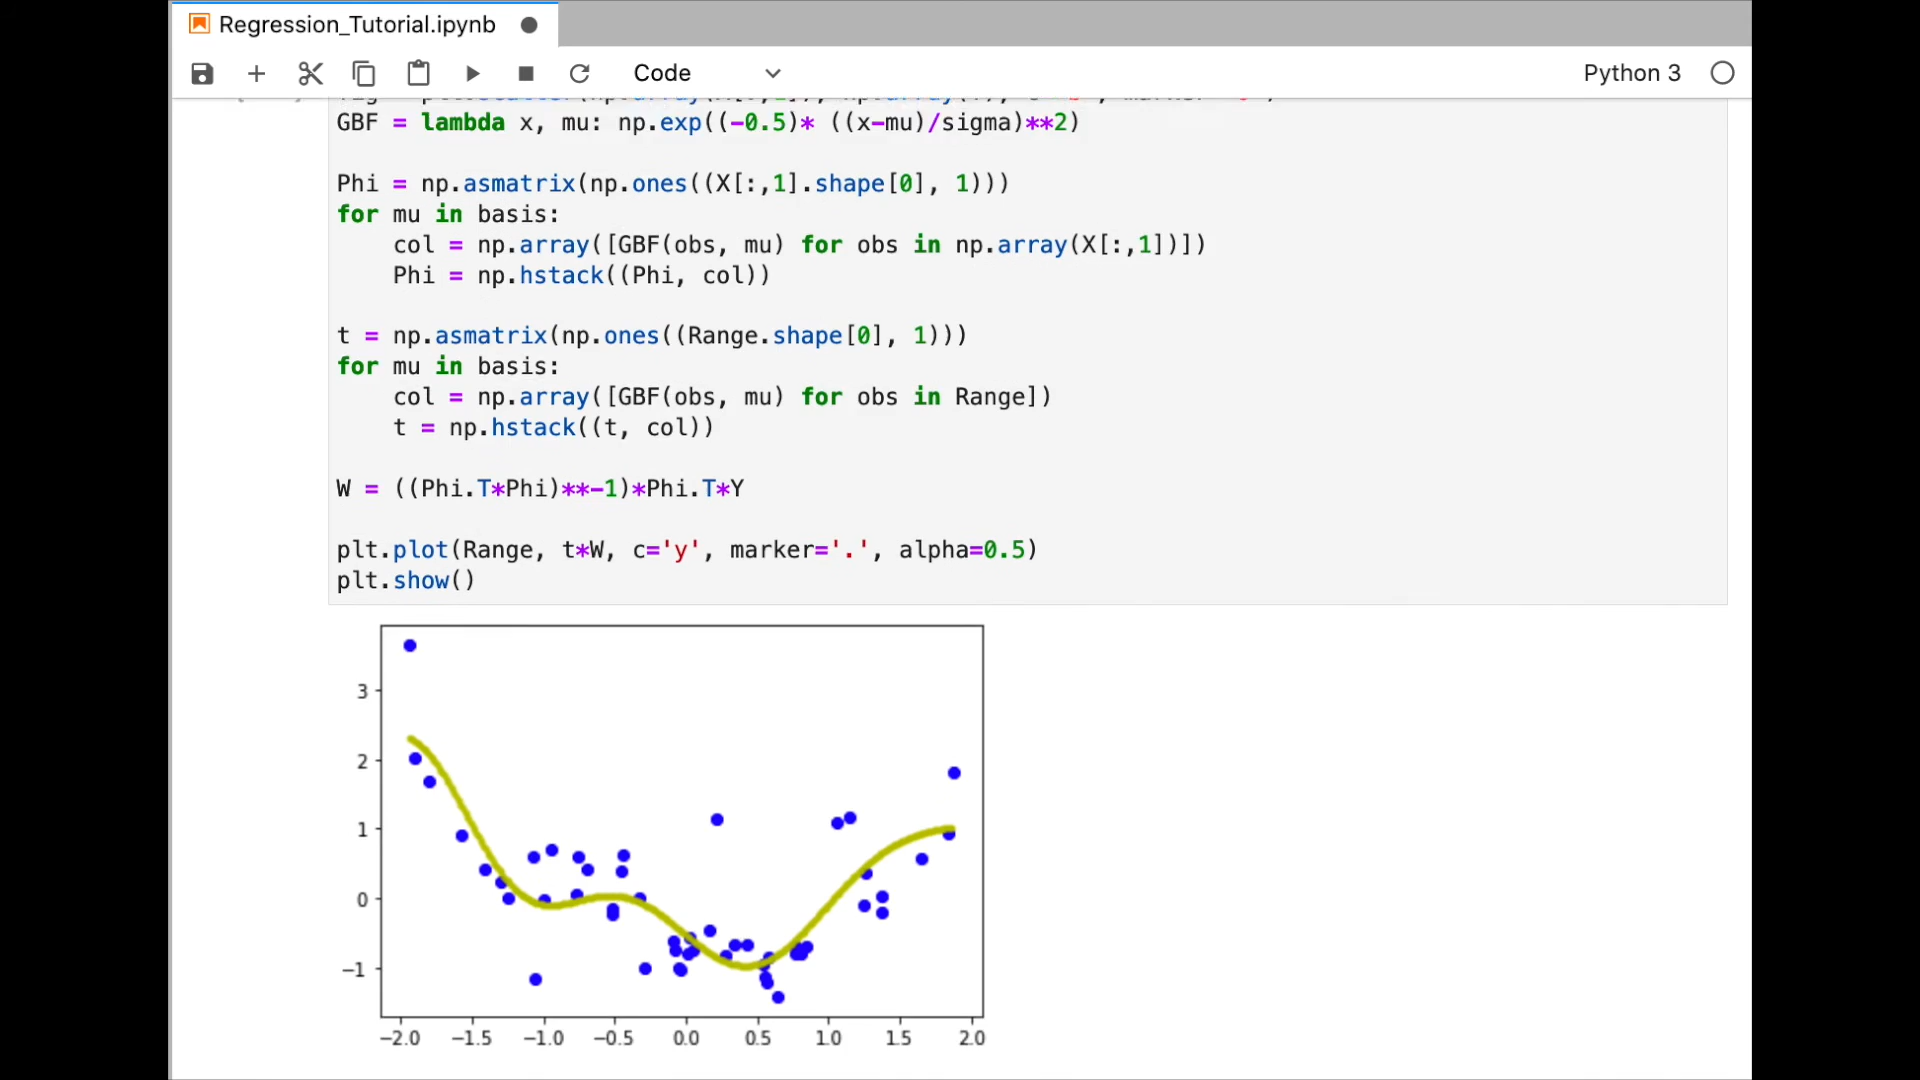 Regression_Tutorial.ipynb
Code
Python 3
GBF = lambda x, mu: np.exp((-0.5)* ((x-mu)/sigma)**2)
Phi = np.asmatrix(np.ones((X[:,1].shape[0], 1)))
for mu in basis:
    col = np.array([GBF(obs, mu) for obs in np.array(X[:,1])])
    Phi = np.hstack((Phi, col))
t = np.asmatrix(np.ones((Range.shape[0], 1)))
for mu in basis:
    col = np.array([GBF(obs, mu) for obs in Range])
    t = np.hstack((t, col))
W = ((Phi.T*Phi)**-1)*Phi.T*Y
plt.plot(Range, t*W, c='y', marker='.', alpha=0.5)
plt.show()
3
2
1
0
−1
−2.0 −1.5 −1.0 −0.5 0.0 0.5 1.0 1.5 2.0